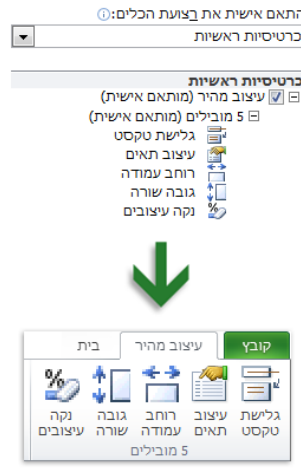 התאם אישית את רצועת הכלים:
כרטיסיות ראשיות
כרטיסיות ראשיות
עיצוב מהיר (מותאם אישית)
5 מובילים (מותאם אישית)
גלישת טקסט
עיצוב תאים
רוחב עמודה
גובה שורה
נקה עיצובים
קובץ עיצוב מהיר בית
גלישת עיצוב רוחב גובה נקה
טקסט תאים עמודה שורה עיצובים
5 מובילים